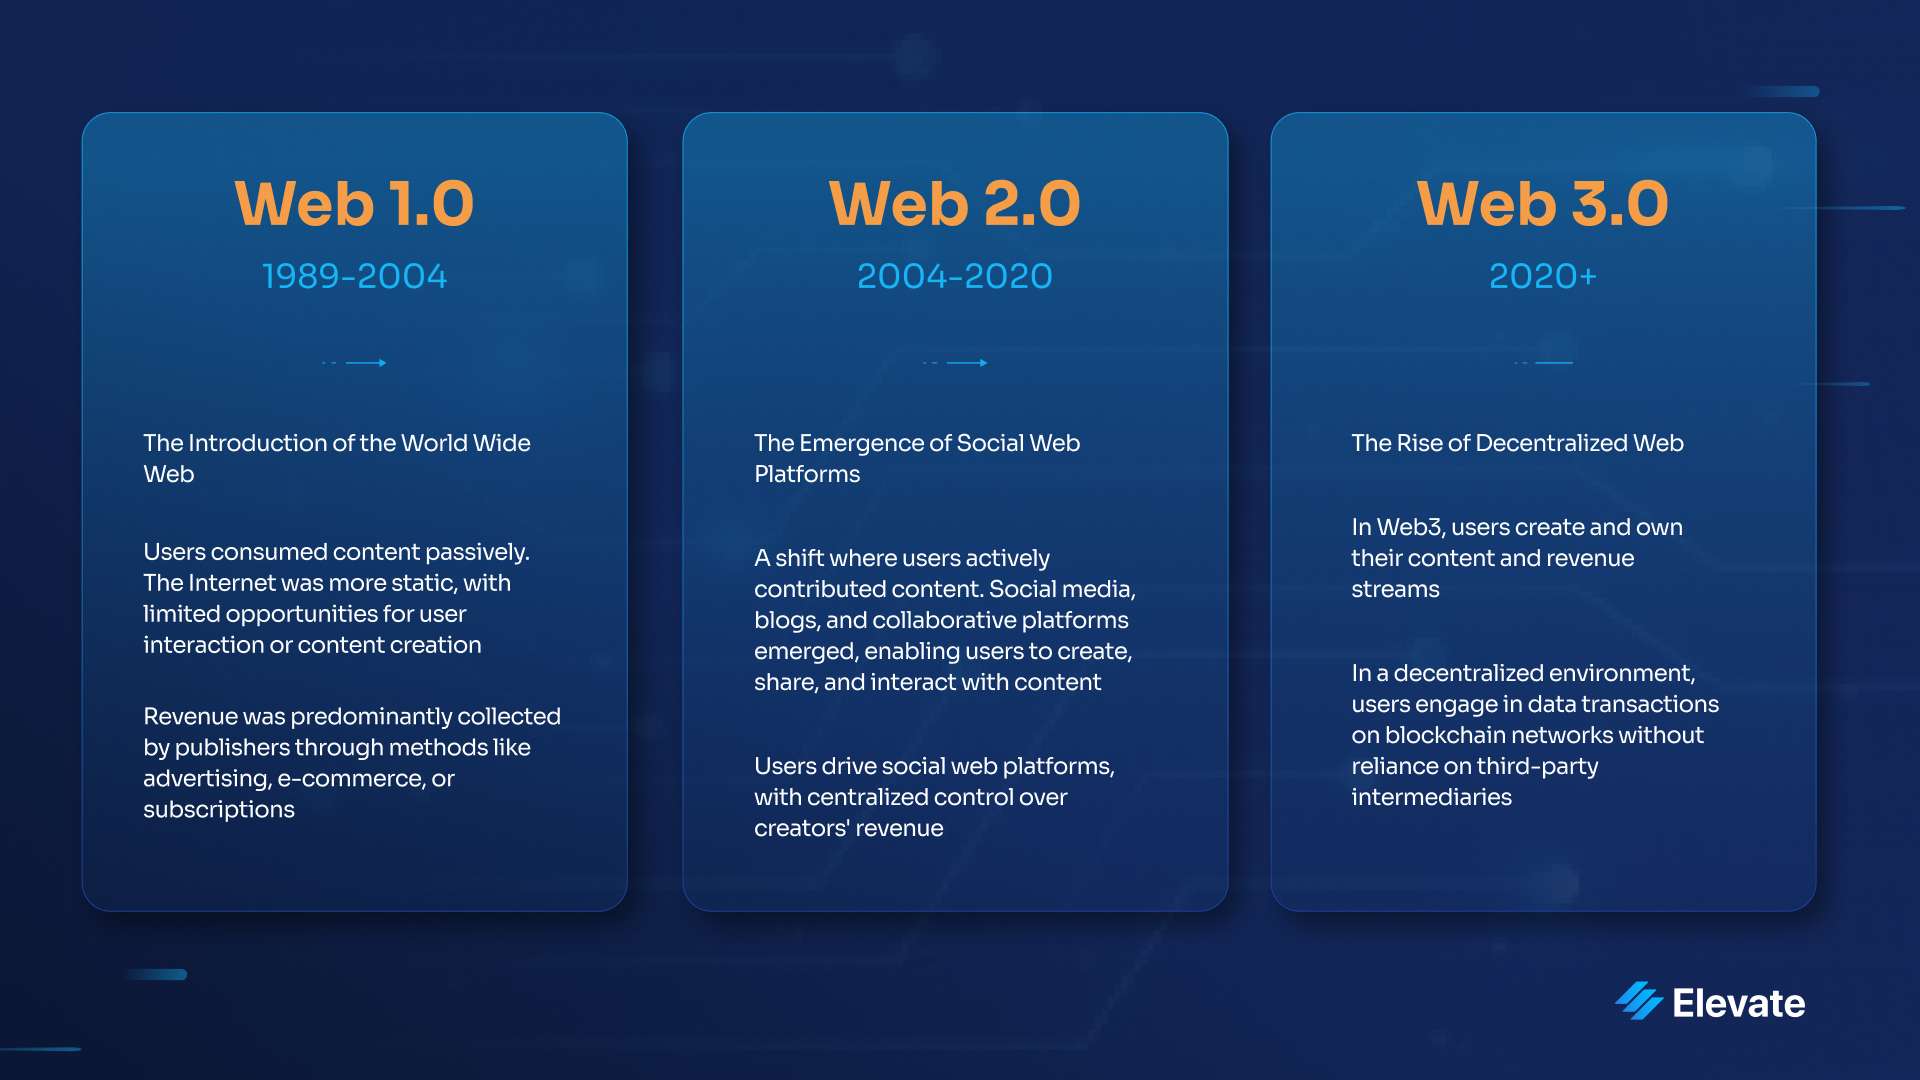 Web 1.0
1989-2004
The Introduction of the World Wide
Web
Users consumed content passively.
The Internet was more static, with
limited opportunities for user
interaction or content creation
Revenue was predominantly collected
by publishers through methods like
advertising, e-commerce, or
subscriptions
Web 2.0
2004-2020
The Emergence of Social Web
Platforms
A shift where users actively
contributed content. Social media,
blogs, and collaborative platforms
emerged, enabling users to create,
share, and interact with content
Users drive social web platforms,
with centralized control over
creators' revenue
Web 3.0
2020+
The Rise of Decentralized Web
In Web3, users create and own
their content and revenue
streams
In a decentralized environment,
users engage in data transactions
on blockchain networks without
reliance on third-party
intermediaries
Elevate